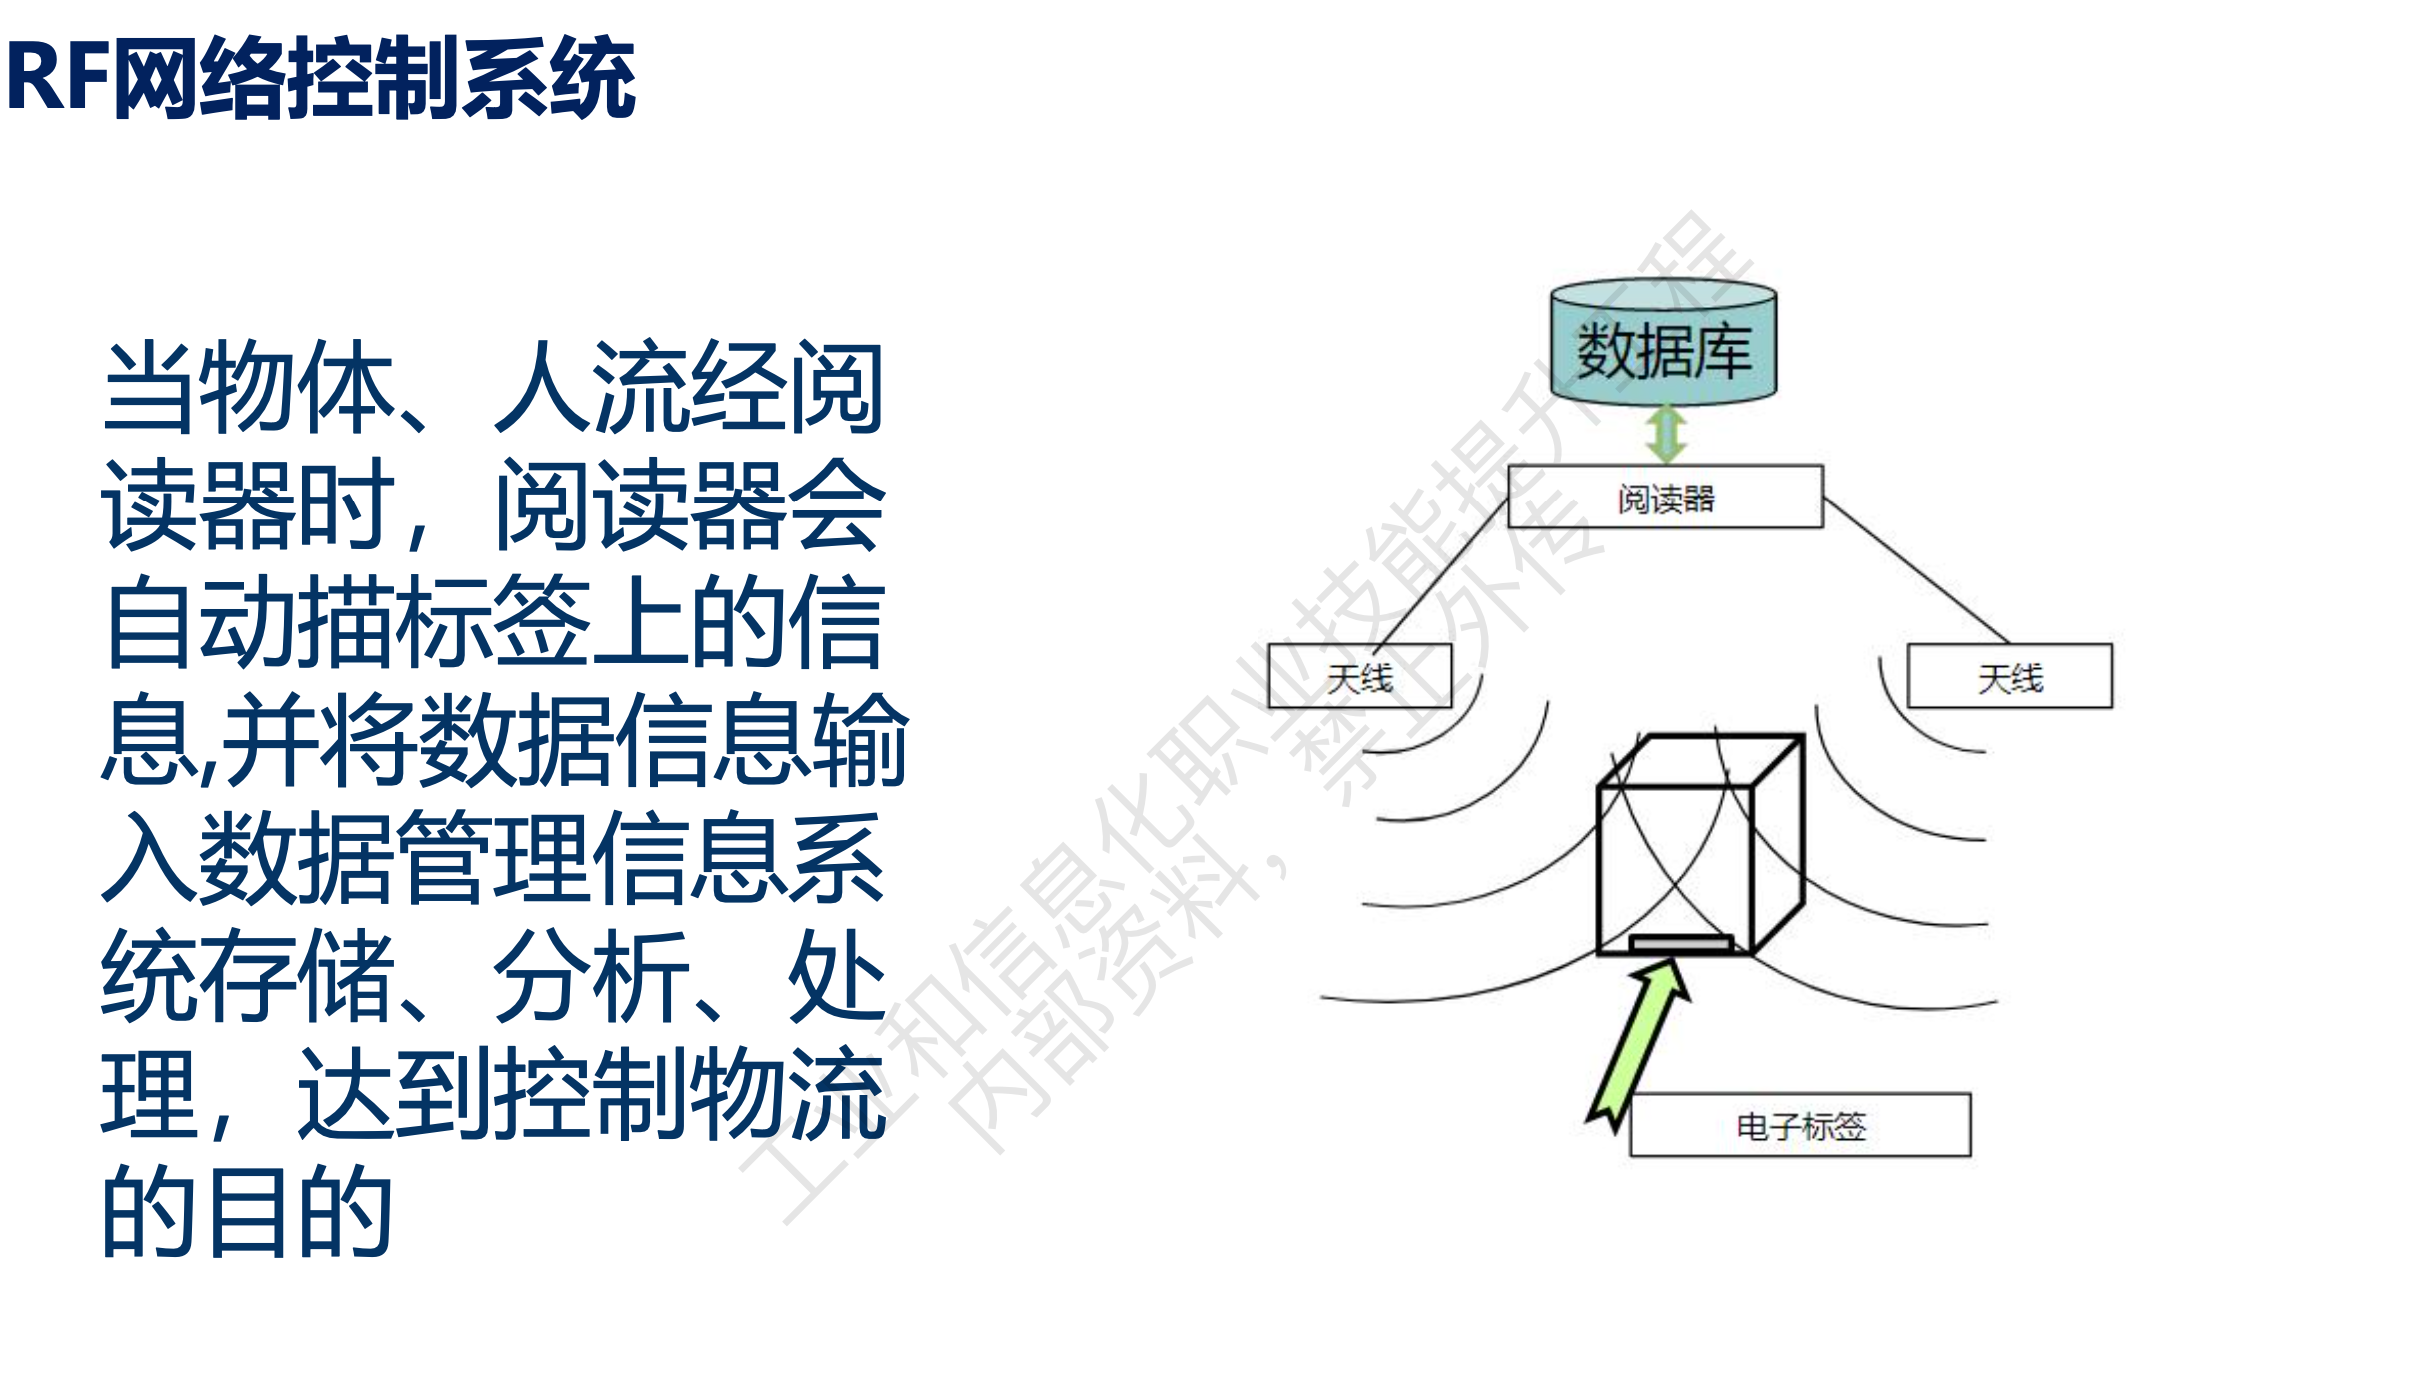 RF网络控制系统
当物体、人流经阅
读器时，阅读器会
自动描标签上的信
息,并将数据信息输
入数据管理信息系
统存储、分析、处
理，达到控制物流
的目的
数据库
阅读器
天线
天线
电子标签
工业和信息化职业技能提升工程
内部资料，禁止外传